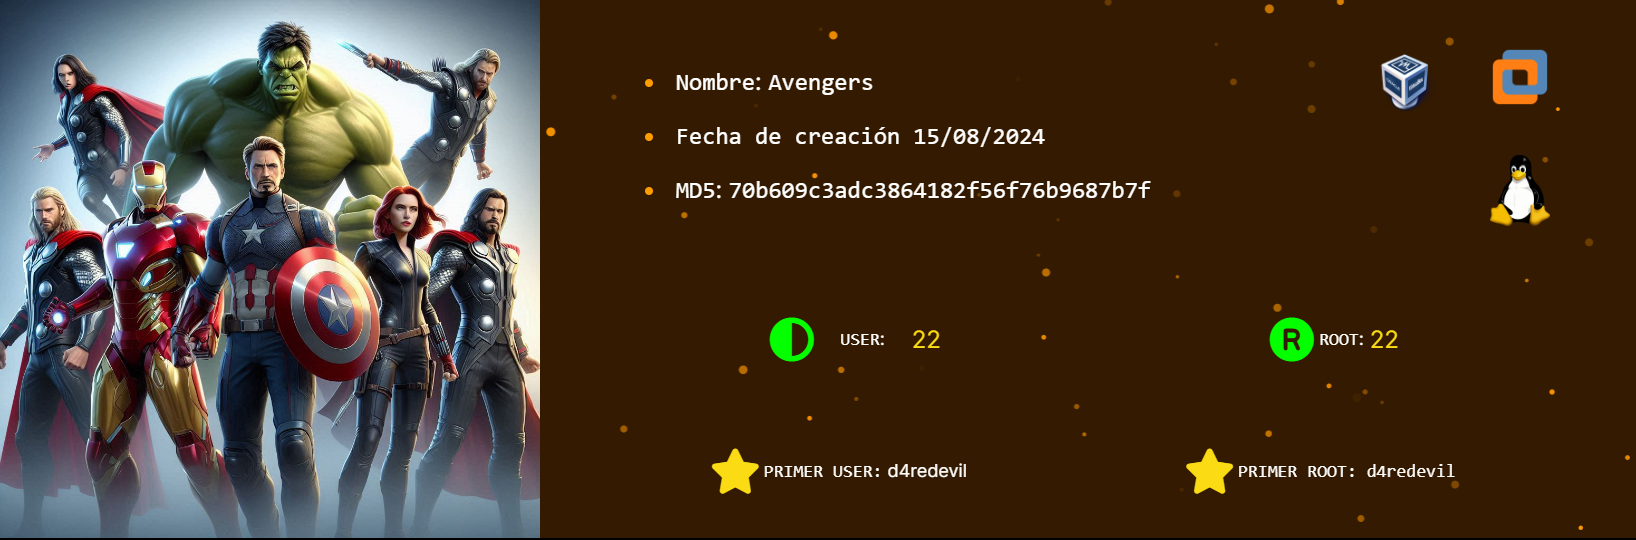 Nombre: Avengers
Fecha de creación 15/08/2024
MD5: 70b609c3adc3864182f56f76b9687b7f
USER: 22
R ROOT: 22
PRIMER USER: d4redevil
PRIMER ROOT: d4redevil